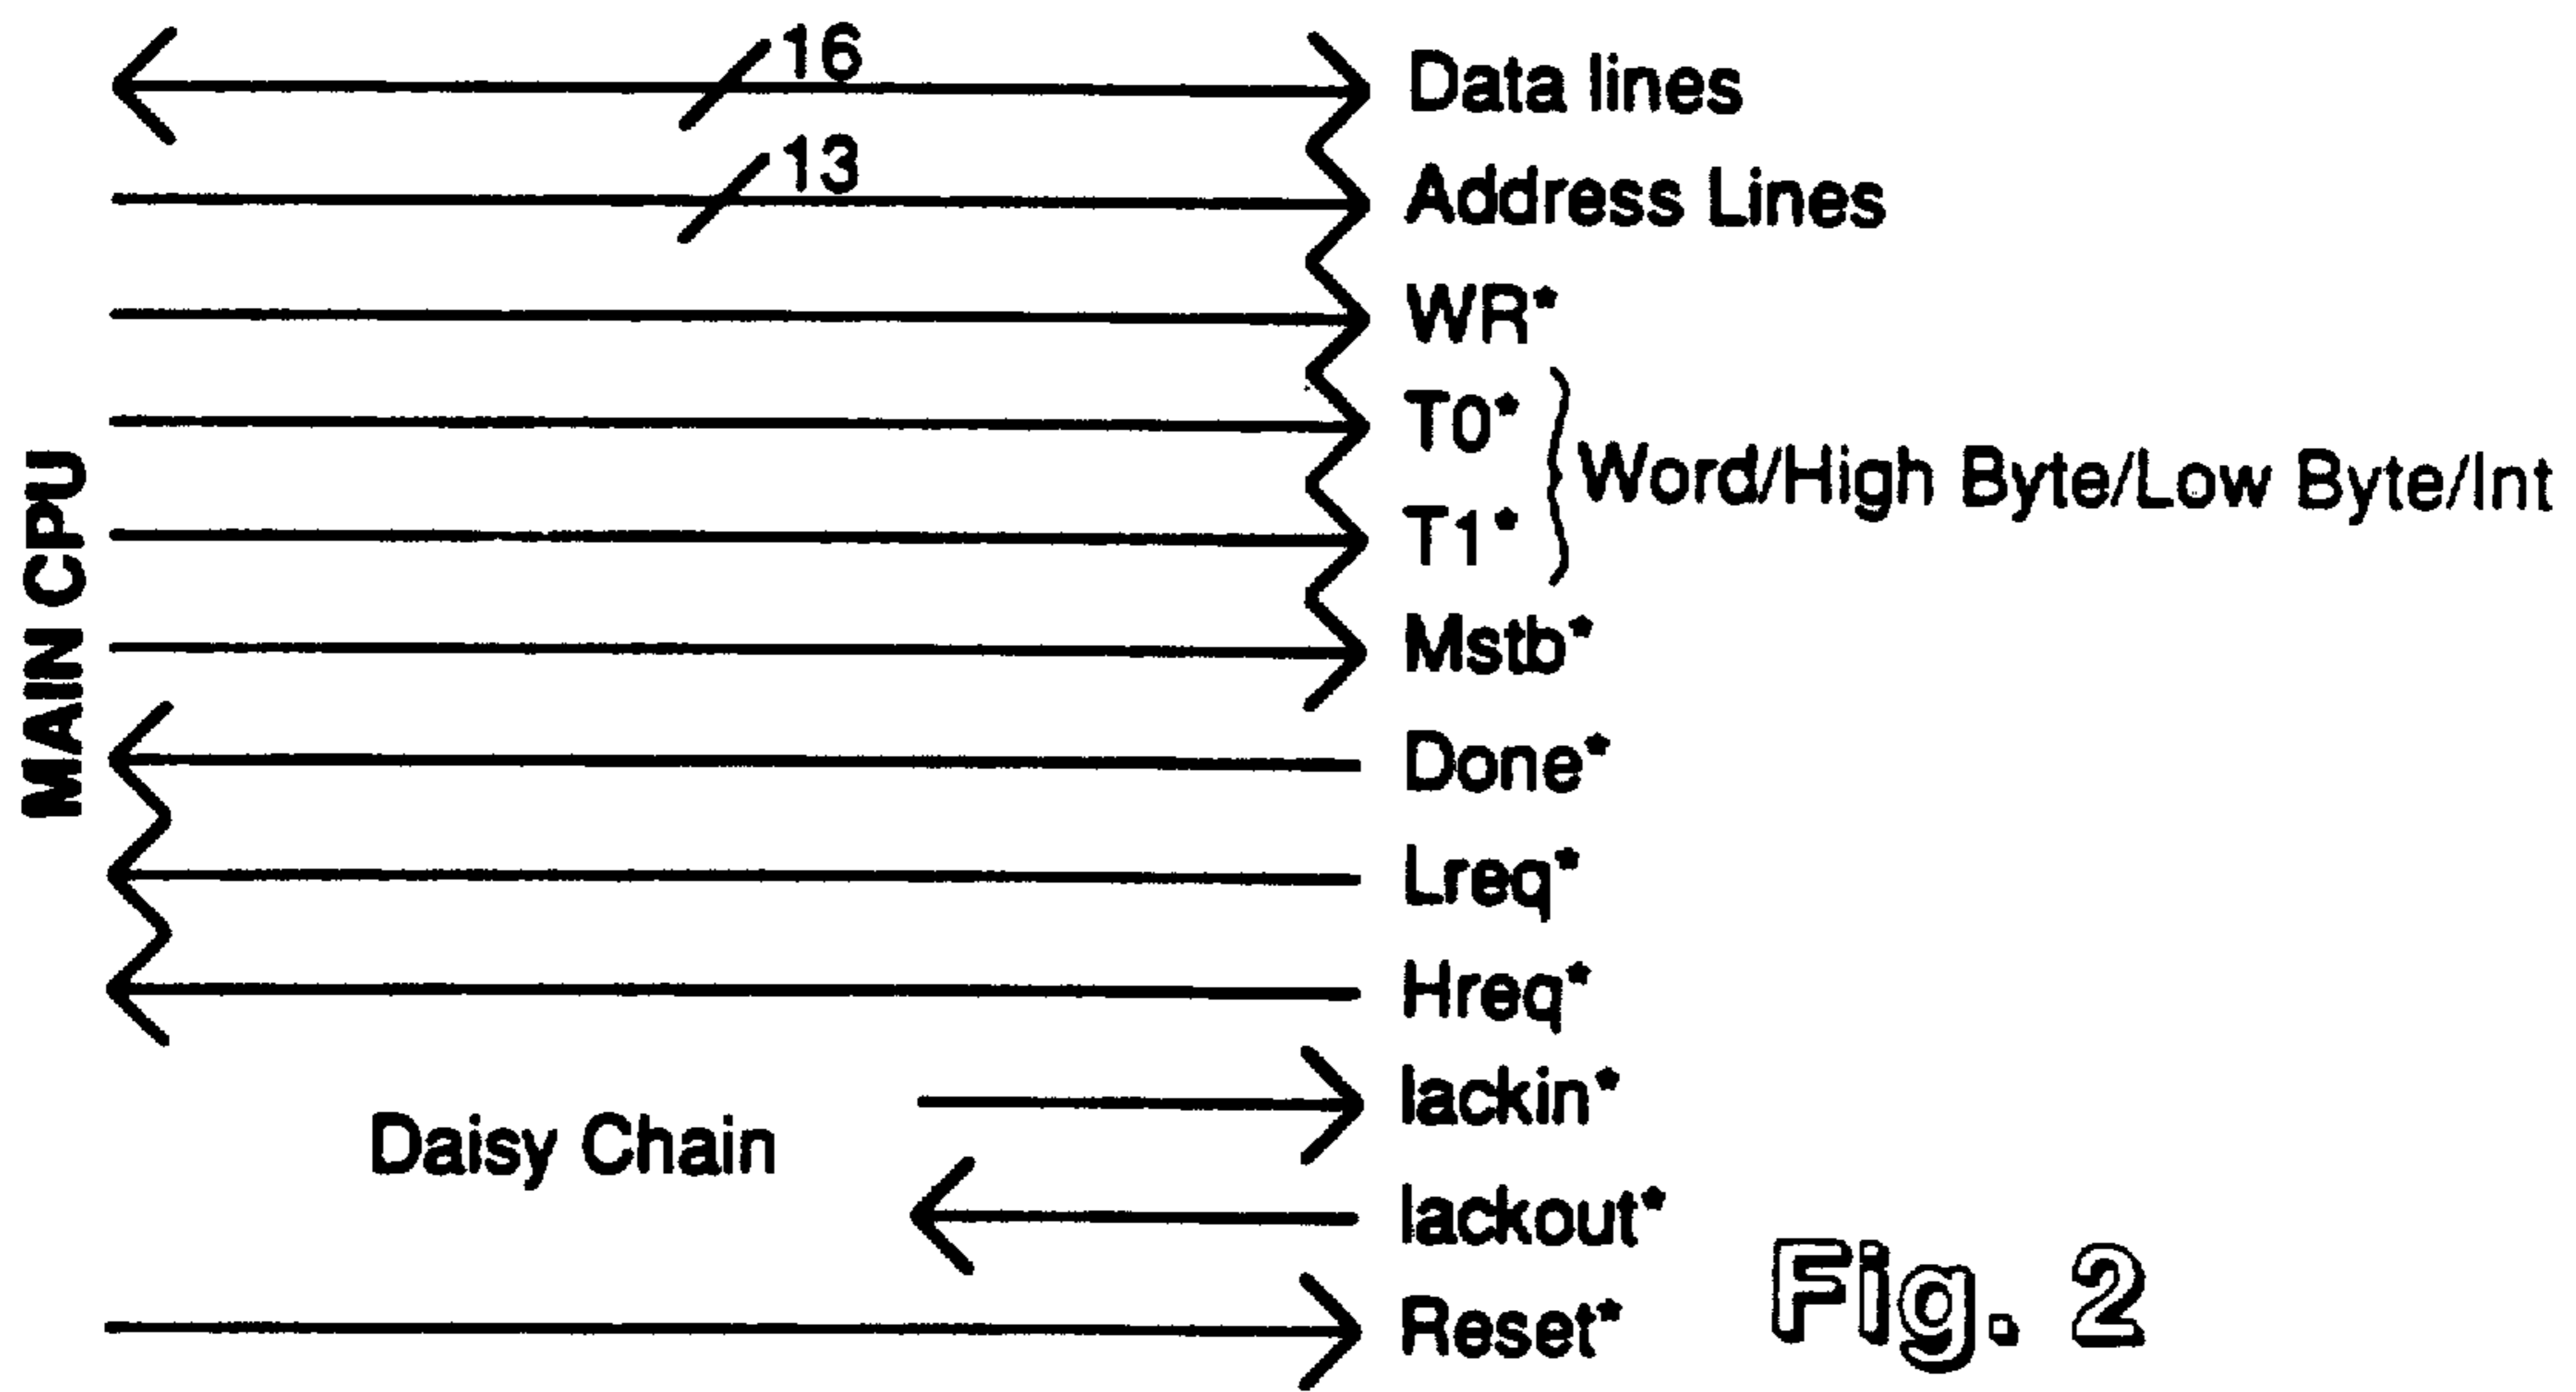 16
Data lines
13
Address Lines
WR*
T0*
T1*
Word/High Byte/Low Byte/Int
MAIN CPU
Mstb*
Done*
Lreq*
Hreq*
Iackin*
Daisy Chain
Iackout*
Reset*
Fig. 2